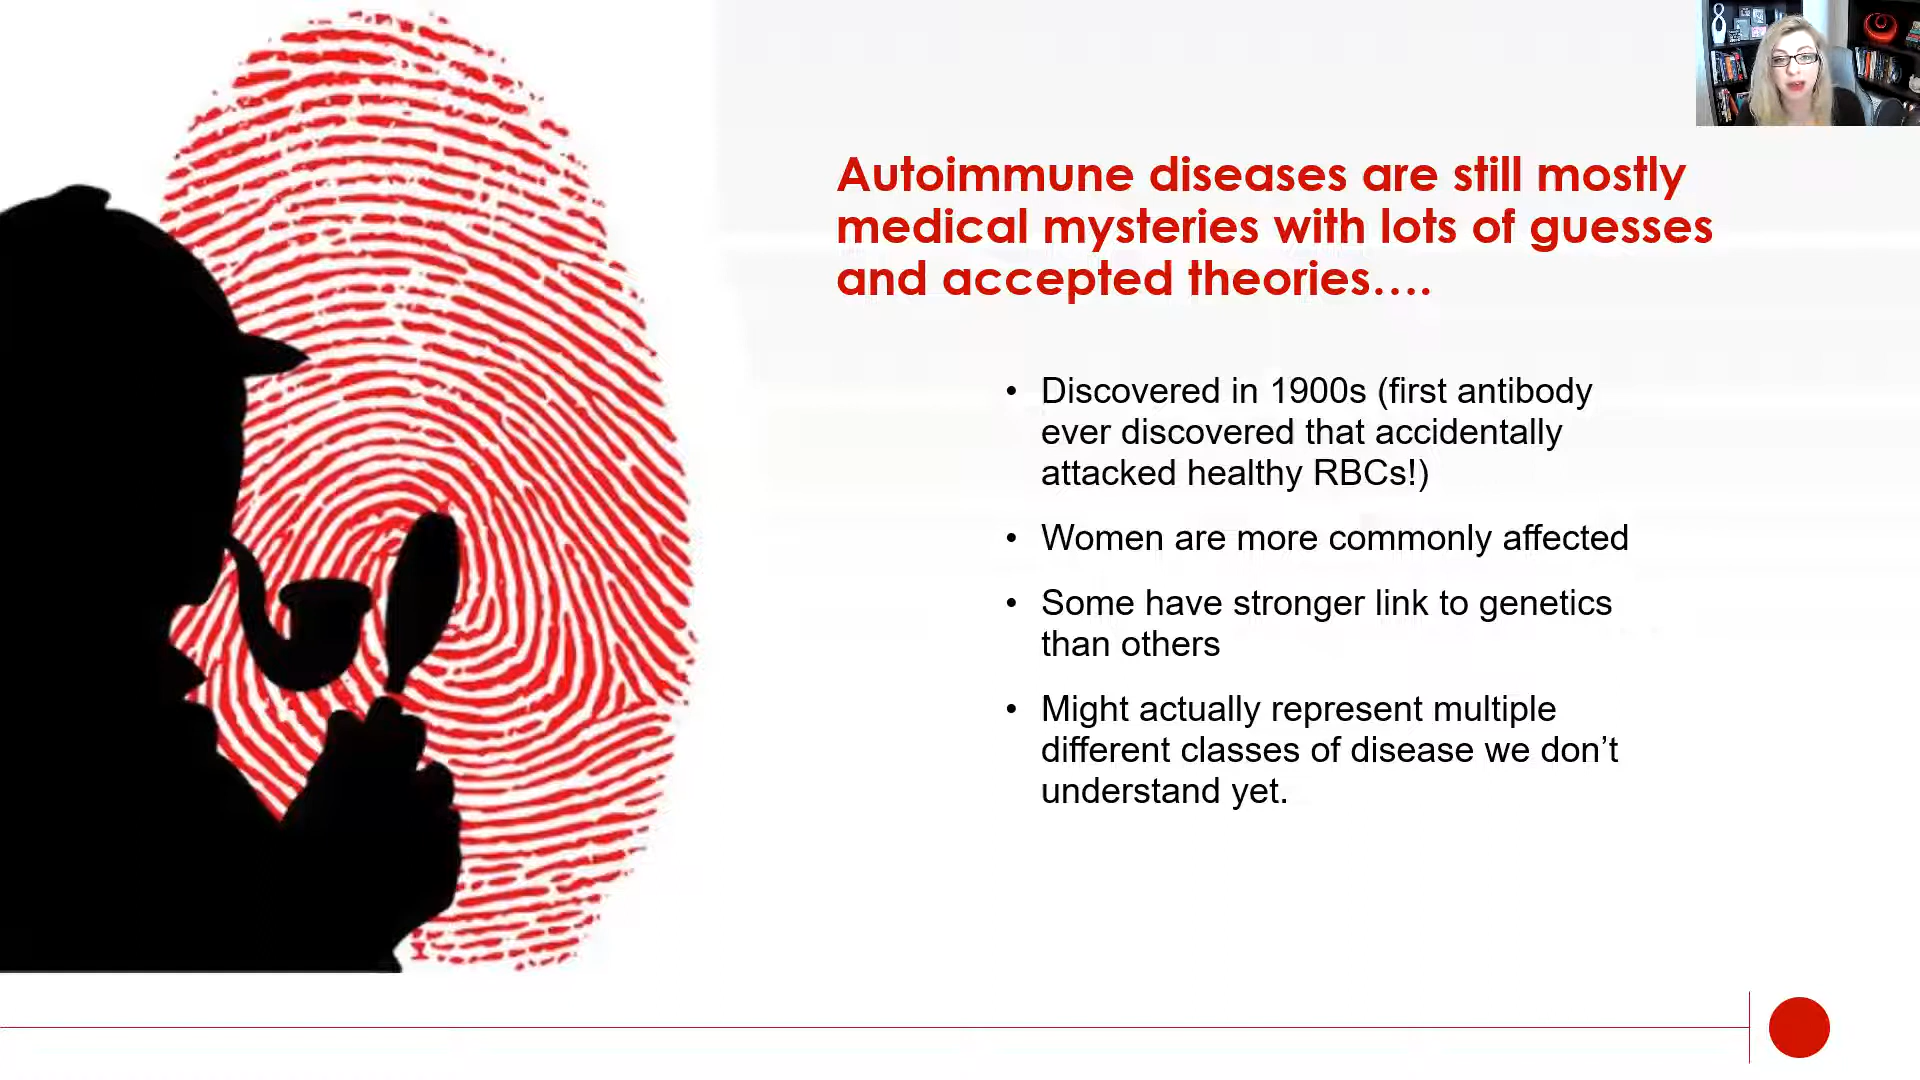 Autoimmune diseases are still mostly
medical mysteries with lots of guesses
and accepted theories….
• Discovered in 1900s (first antibody
ever discovered that accidentally
attacked healthy RBCs!)
• Women are more commonly affected
• Some have stronger link to genetics
than others
• Might actually represent multiple
different classes of disease we don’t
understand yet.